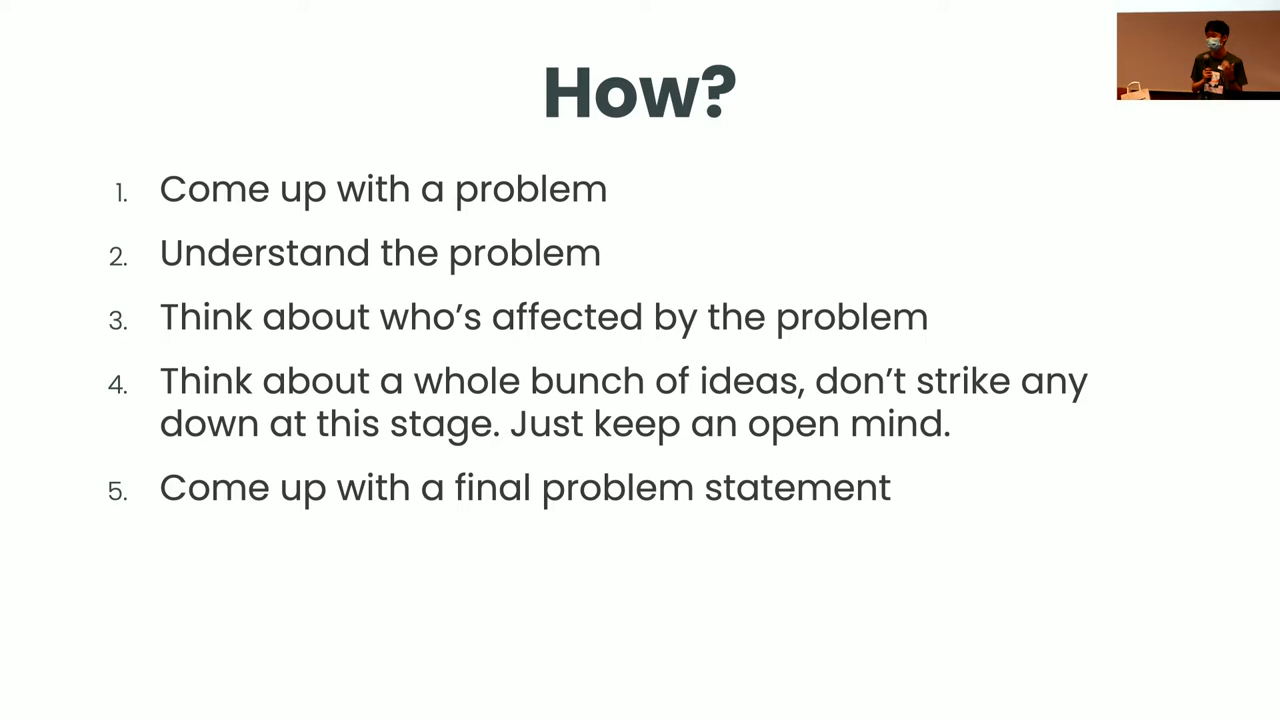 How?
1. Come up with a problem
2. Understand the problem
3. Think about who's affected by the problem
4. Think about a whole bunch of ideas, don't strike any
down at this stage. Just keep an open mind.
5. Come up with a final problem statement